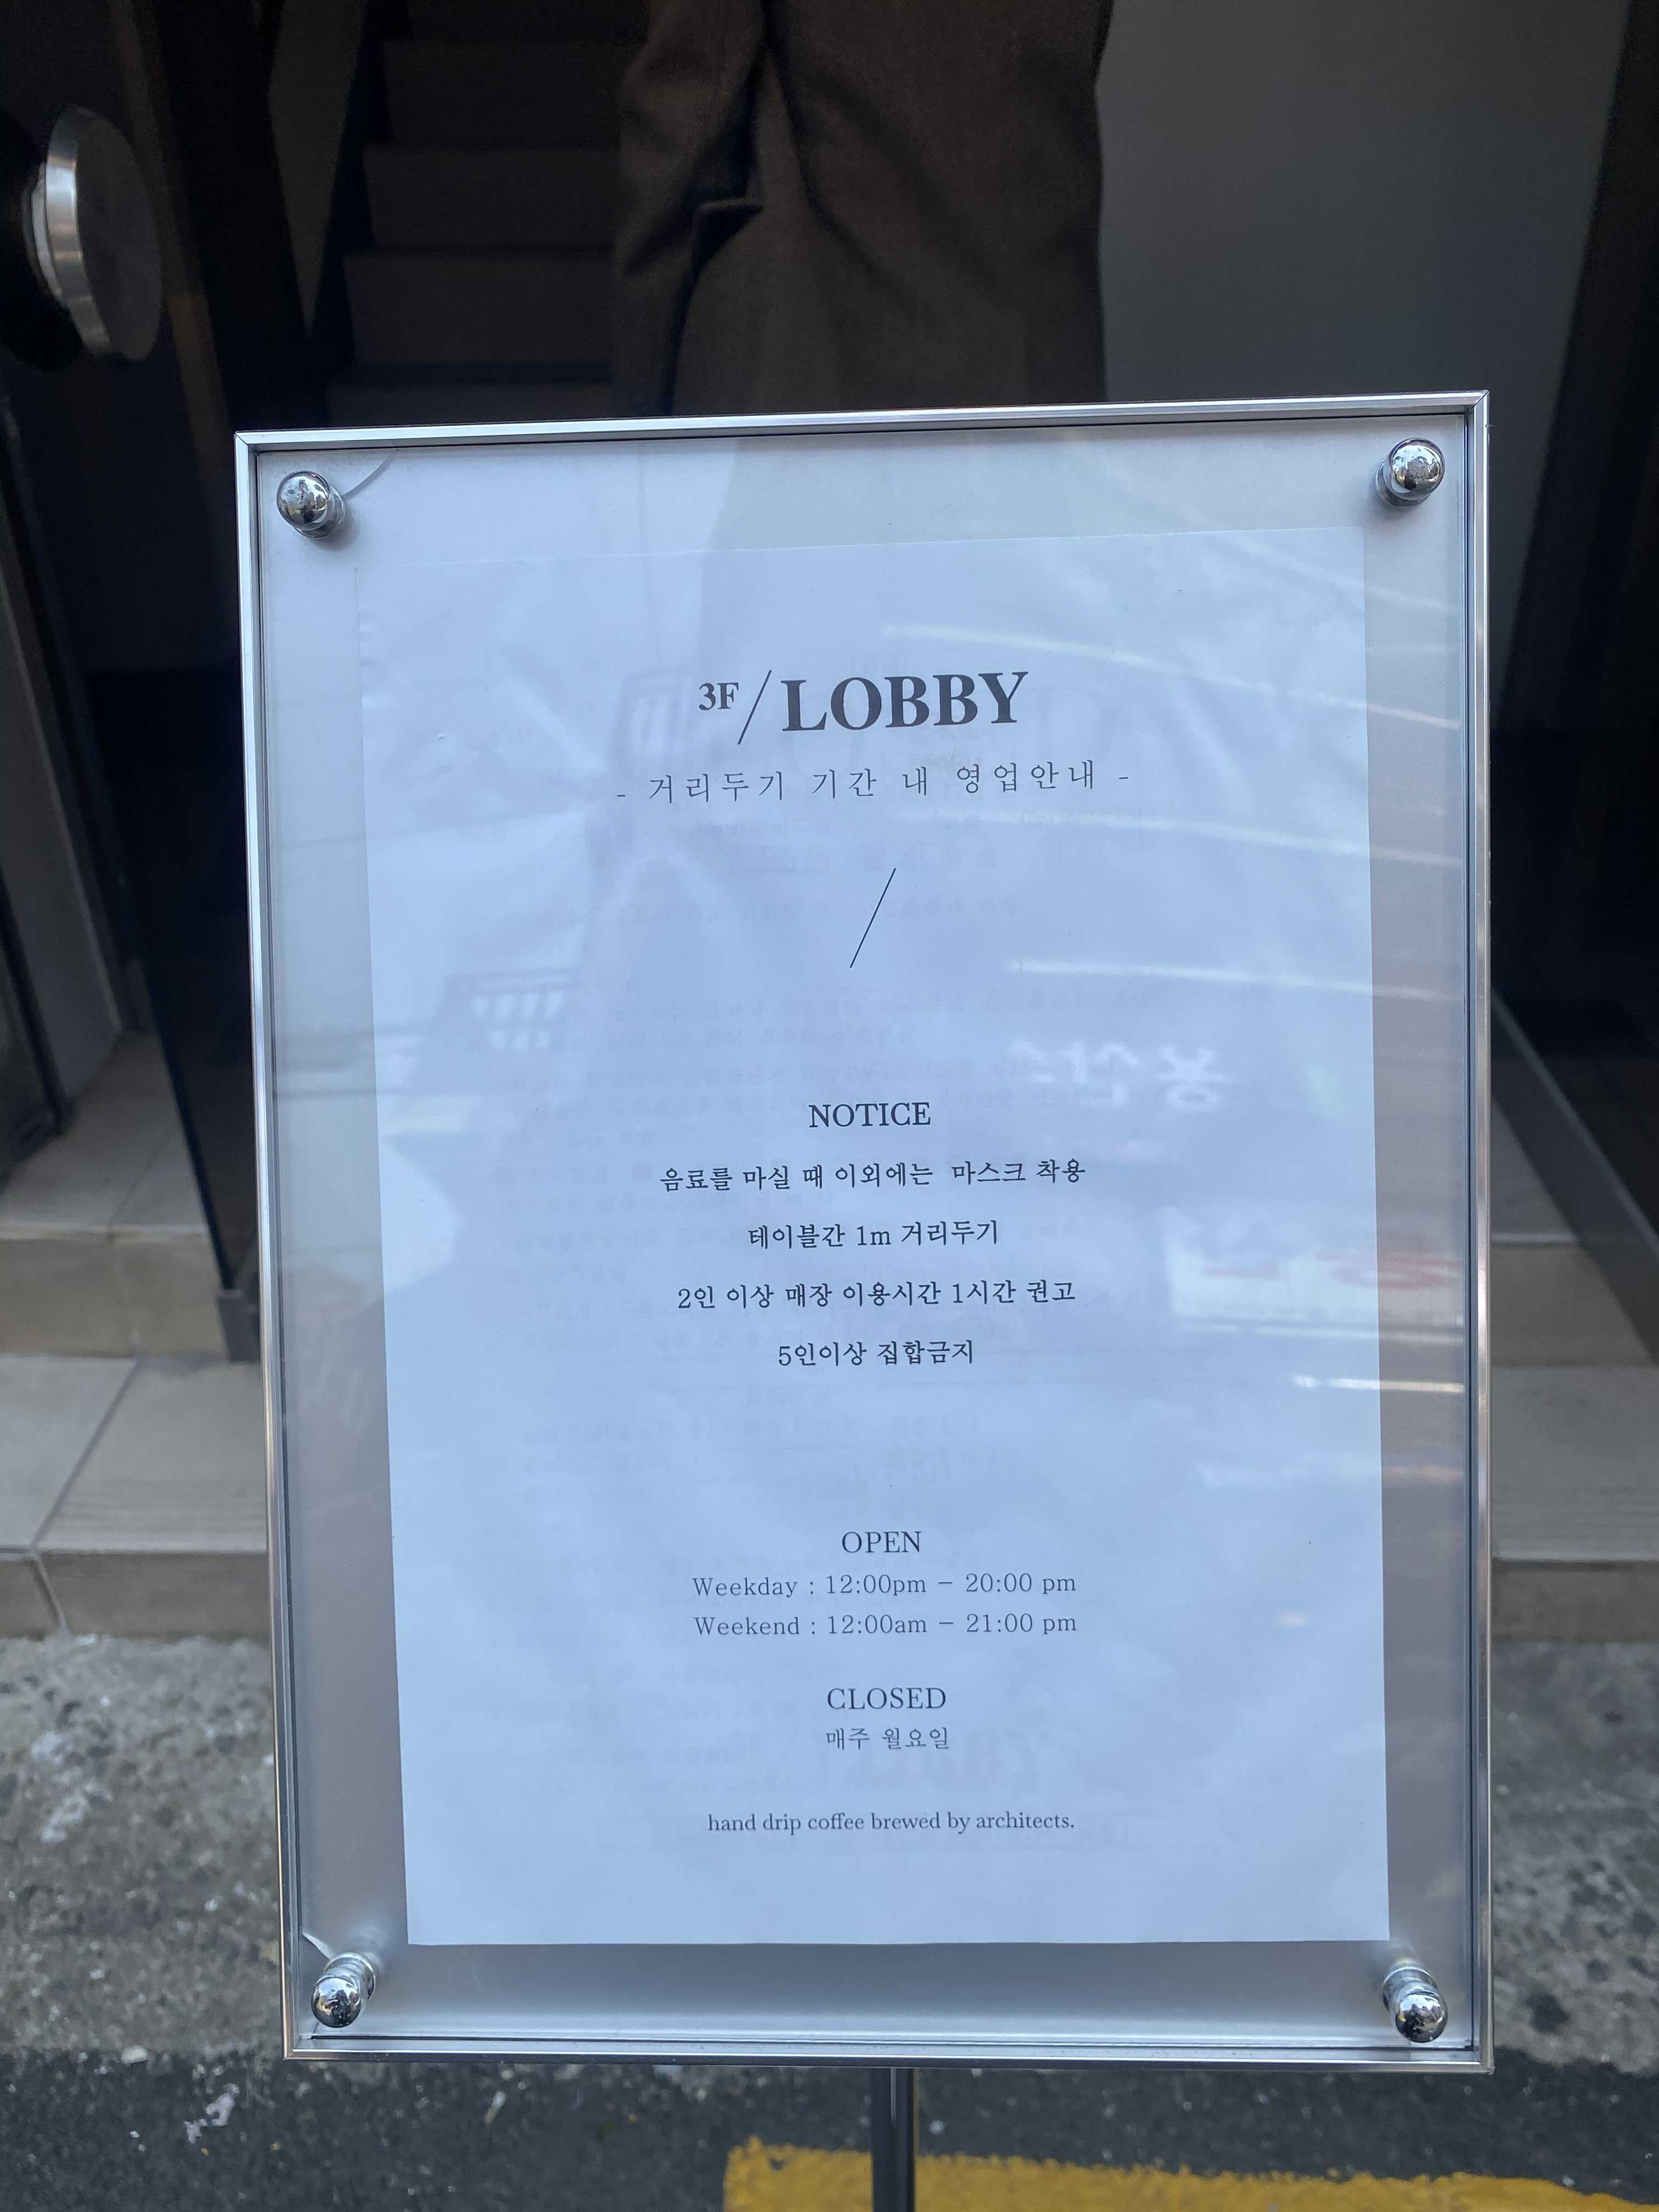 3F/LOBBY
- 거리두기 기간 내 영업안내 -
NOTICE
음료를 마실 때 이외에는 마스크 착용
테이블간 1m 거리두기
2인 이상 매장 이용시간 1시간 권고
5인이상 집합금지
OPEN
Weekday : 12:00pm - 20:00 pm
Weekend : 12:00am - 21:00 pm
CLOSED
매주 월요일
hand drip coffee brewed by architects.